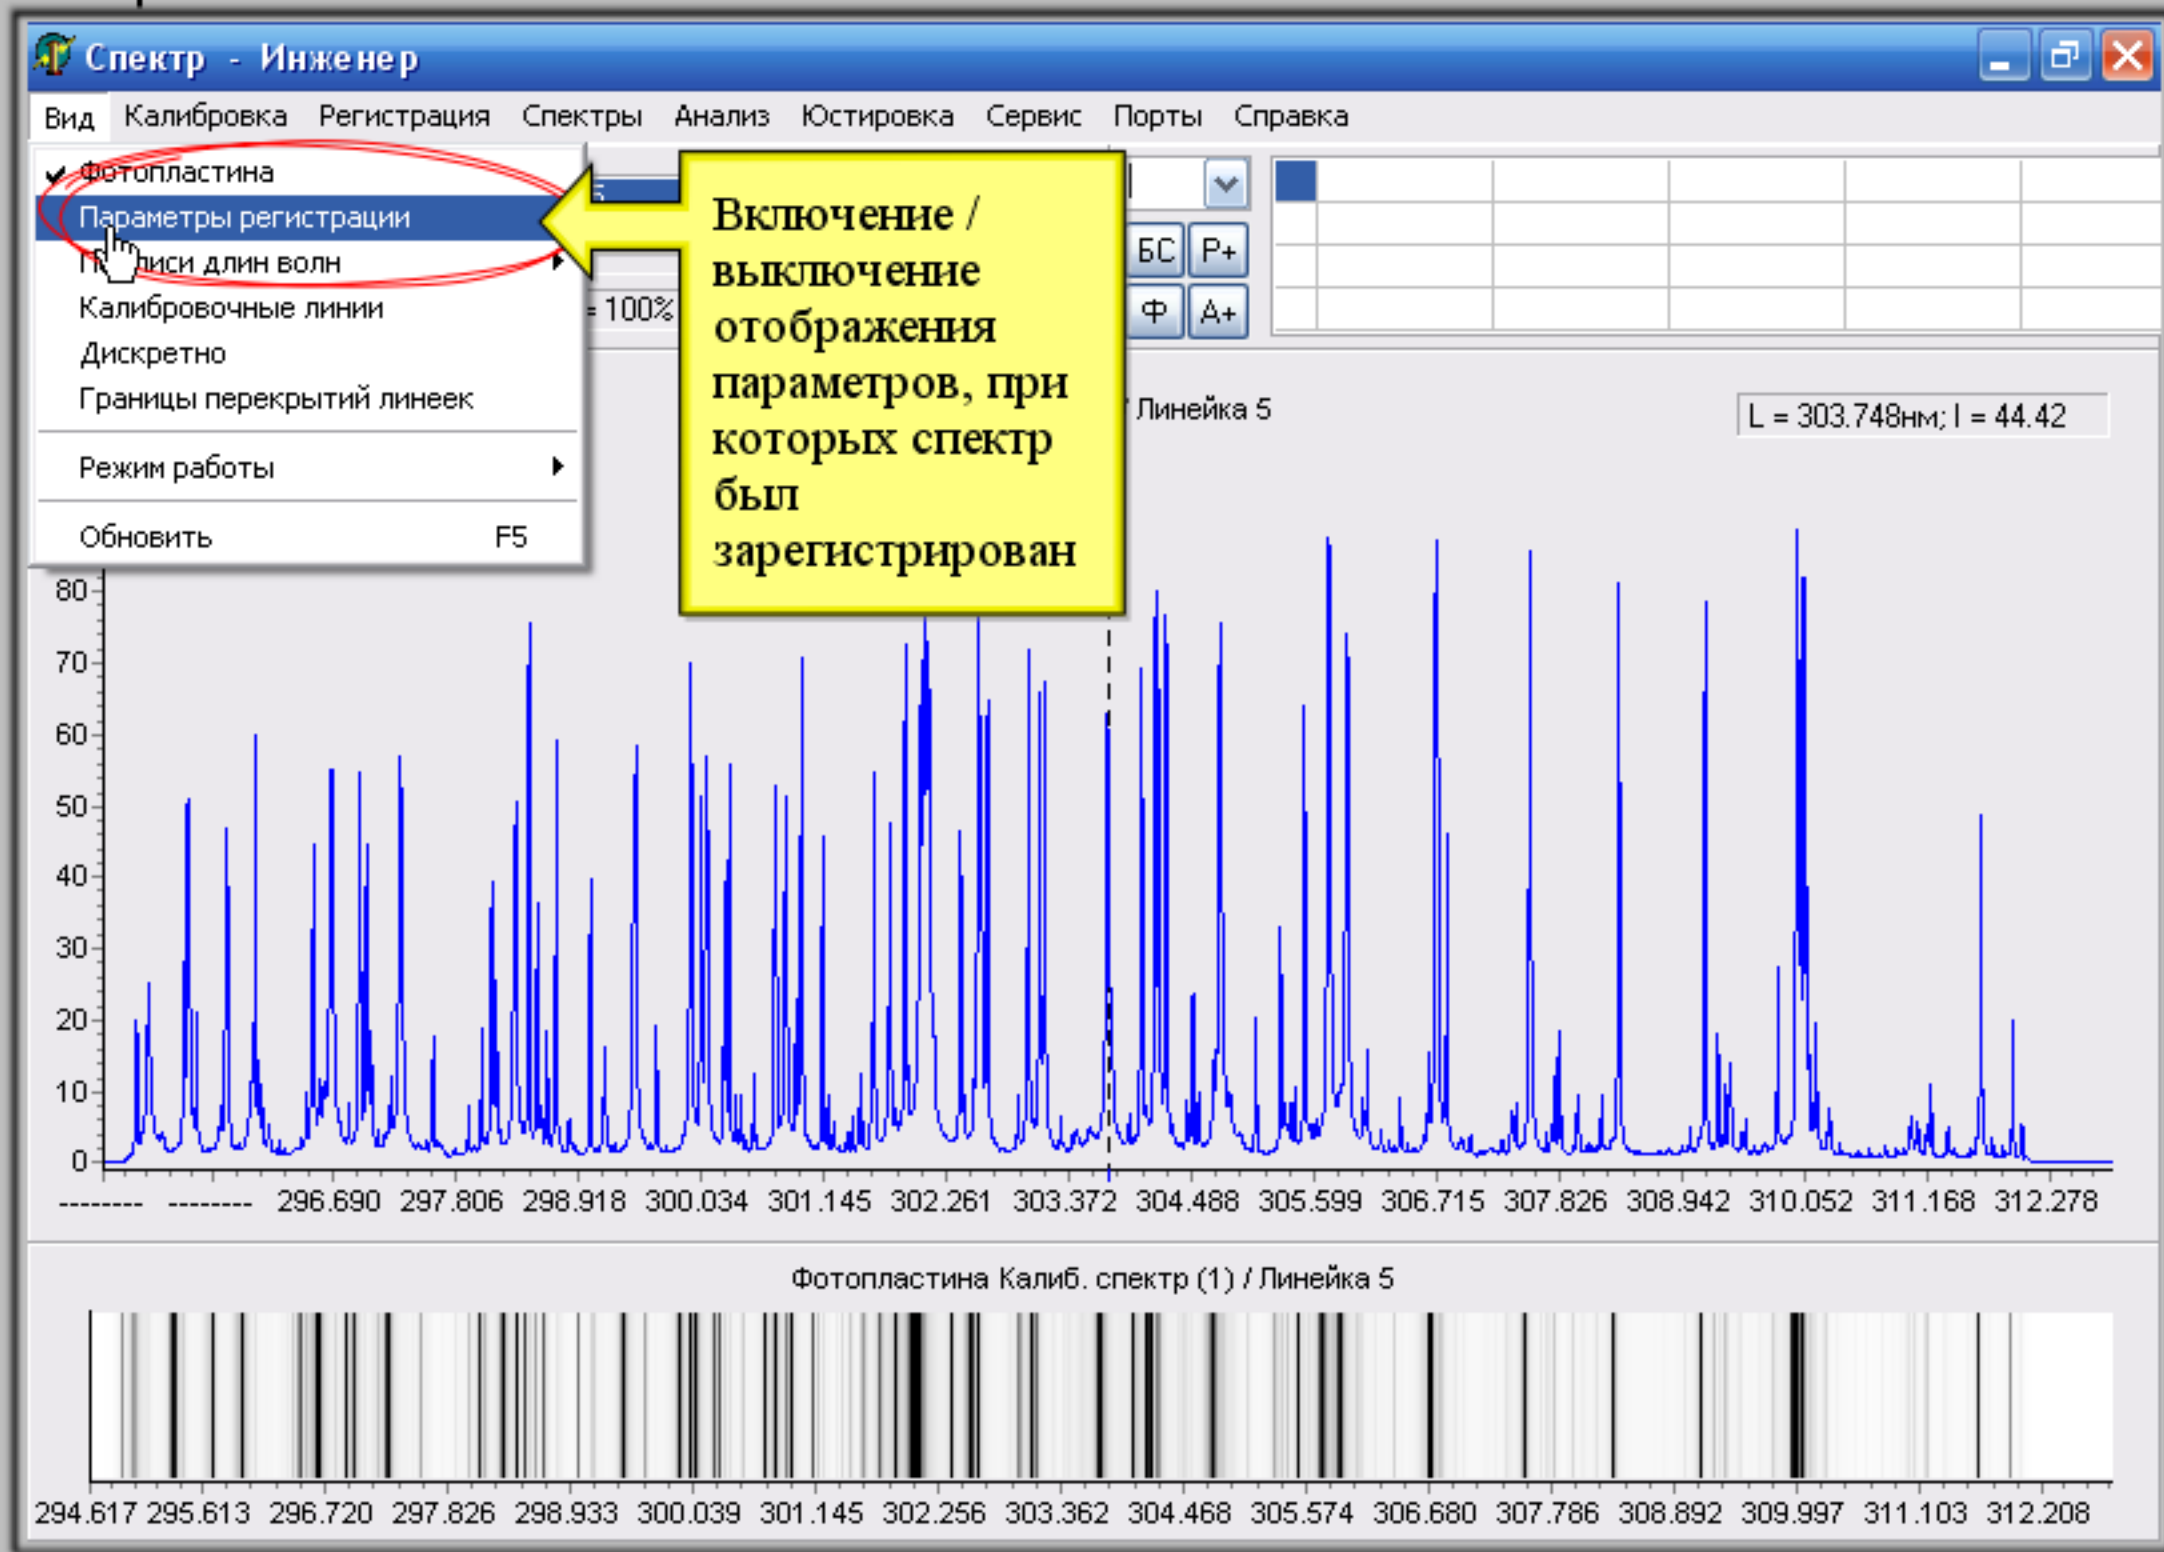 Спектр - Инженер
Вид Калибровка Регистрация Спектры Анализ Юстировка Сервис Порты Справка
Фотопластина
Параметры регистрации
длин волн
Калибровочные линии
Дискретно
Границы перекрытий линеек
Режим работы
Обновить F5
Включение /
выключение
отображения
параметров, при
которых спектр
был
зарегистрирован
= 100%
БС Р+
Ф А+
/ Линейка 5
L = 303.748нм; I = 44.42
80
70
60
50
40
30
20
10
0
-------- -------- 296.690 297.806 298.918 300.034 301.145 302.261 303.372 304.488 305.599 306.715 307.826 308.942 310.052 311.168 312.278
Фотопластина Калиб. спектр (1) / Линейка 5
294.617 295.613 296.720 297.826 298.933 300.039 301.145 302.256 303.362 304.468 305.574 306.680 307.786 308.892 309.997 311.103 312.208